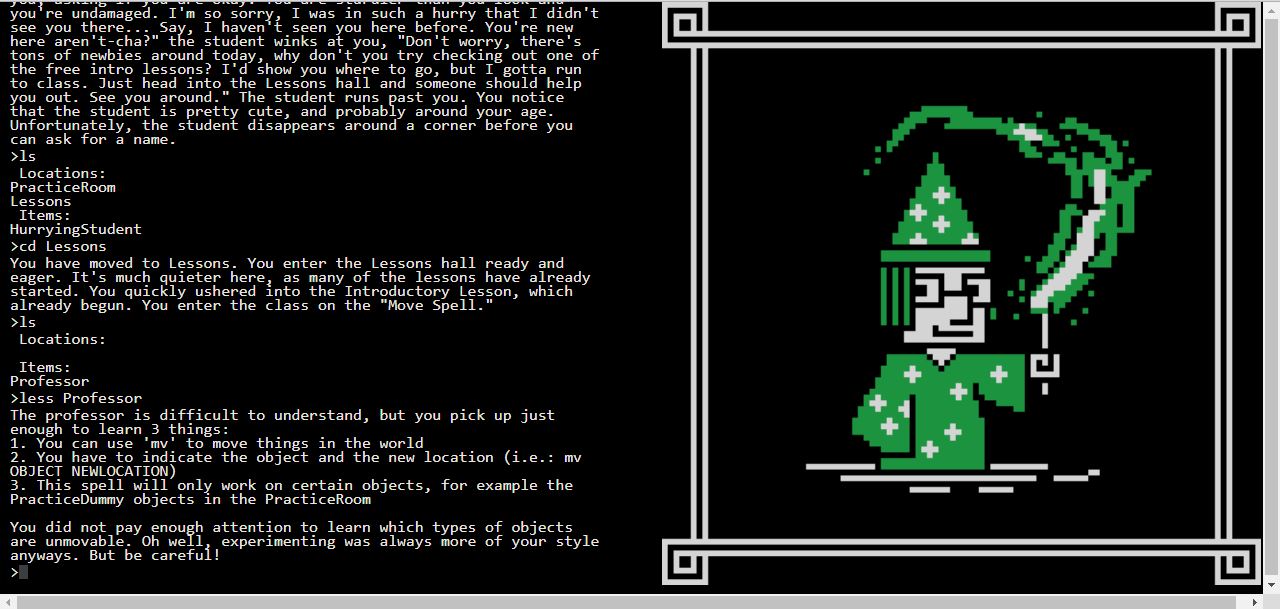 you, asking if you are okay. You are sturdier than you look and
you're undamaged. I'm so sorry, I was in such a hurry that I didn't
see you there... Say, I haven't seen you here before. You're new
here aren't-cha?" the student winks at you, "Don't worry, there's
tons of newbies around today, why don't you try checking out one of
the free intro lessons? I'd show you where to go, but I gotta run
to class. Just head into the Lessons hall and someone should help
you out. See you around." The student runs past you. You notice
that the student is pretty cute, and probably around your age.
Unfortunately, the student disappears around a corner before you
can ask for a name.
>ls
Locations:
PracticeRoom
Lessons
Items:
HurryingStudent
>cd Lessons
You have moved to Lessons. You enter the Lessons hall ready and
eager. It's much quieter here, as many of the lessons have already
started. You quickly ushered into the Introductory Lesson, which
already begun. You enter the class on the "Move Spell."
>ls
Locations:
Items:
Professor
>less Professor
The professor is difficult to understand, but you pick up just
enough to learn 3 things:
1. You can use 'mv' to move things in the world
2. You have to indicate the object and the new location (i.e.: mv
OBJECT NEWLOCATION)
3. This spell will only work on certain objects, for example the
PracticeDummy objects in the PracticeRoom
You did not pay enough attention to learn which types of objects
are unmovable. Oh well, experimenting was always more of your style
anyways. But be careful!
>